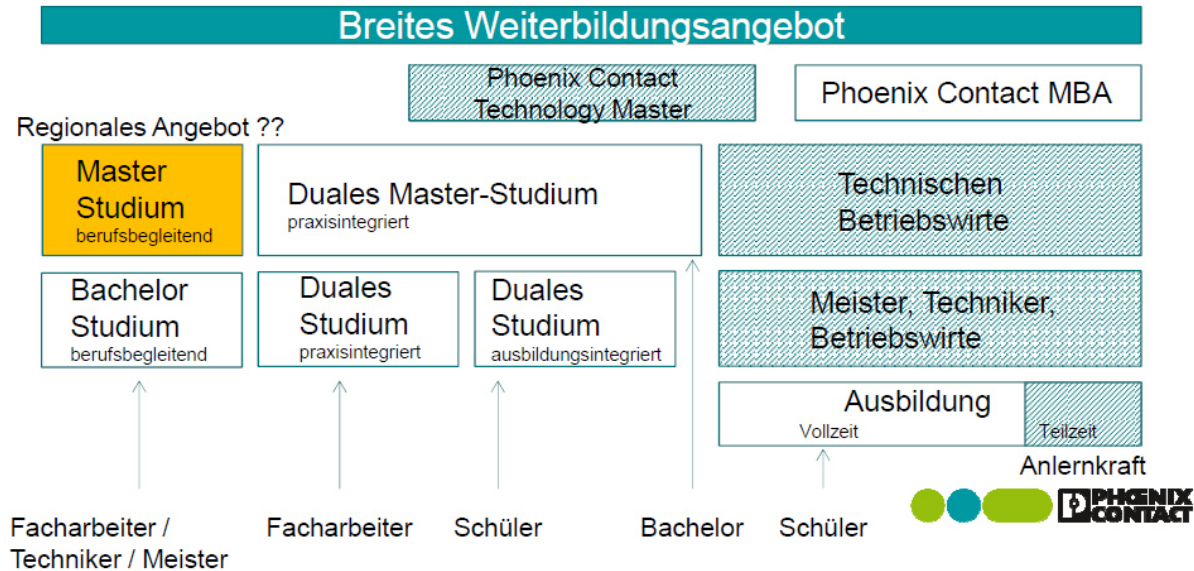 Breites Weiterbildungsangebot
Phoenix Contact
Technology Master
Phoenix Contact MBA
Regionales Angebot ??
Master
Studium
berufsbegleitend
Duales Master-Studium
praxisintegriert
Technischen
Betriebswirte
Bachelor
Studium
berufsbegleitend
Duales
Studium
praxisintegriert
Duales
Studium
ausbildungsintegriert
Meister, Techniker,
Betriebswirte
Ausbildung
Vollzeit
Teilzeit
Anlernkraft
Facharbeiter /
Techniker / Meister
Facharbeiter
Schüler
Bachelor
Schüler
PHŒNIX
CONTACT